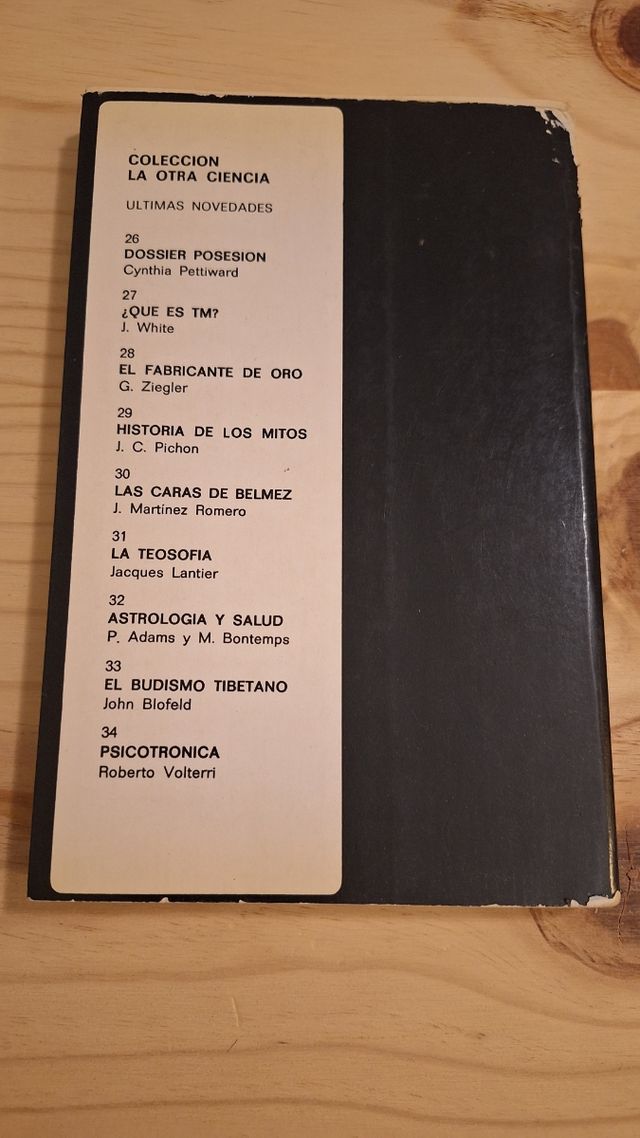 COLECCION
LA OTRA CIENCIA
ULTIMAS NOVEDADES
26
DOSSIER POSESION
Cynthia Pettiward
27
¿QUE ES TM?
J. White
28
EL FABRICANTE DE ORO
G. Ziegler
29
HISTORIA DE LOS MITOS
J. C. Pichon
30
LAS CARAS DE BELMEZ
J. Martínez Romero
31
LA TEOSOFIA
Jacques Lantier
32
ASTROLOGIA Y SALUD
P. Adams y M. Bontemps
33
EL BUDISMO TIBETANO
John Blofeld
34
PSICOTRONICA
Roberto Volterri